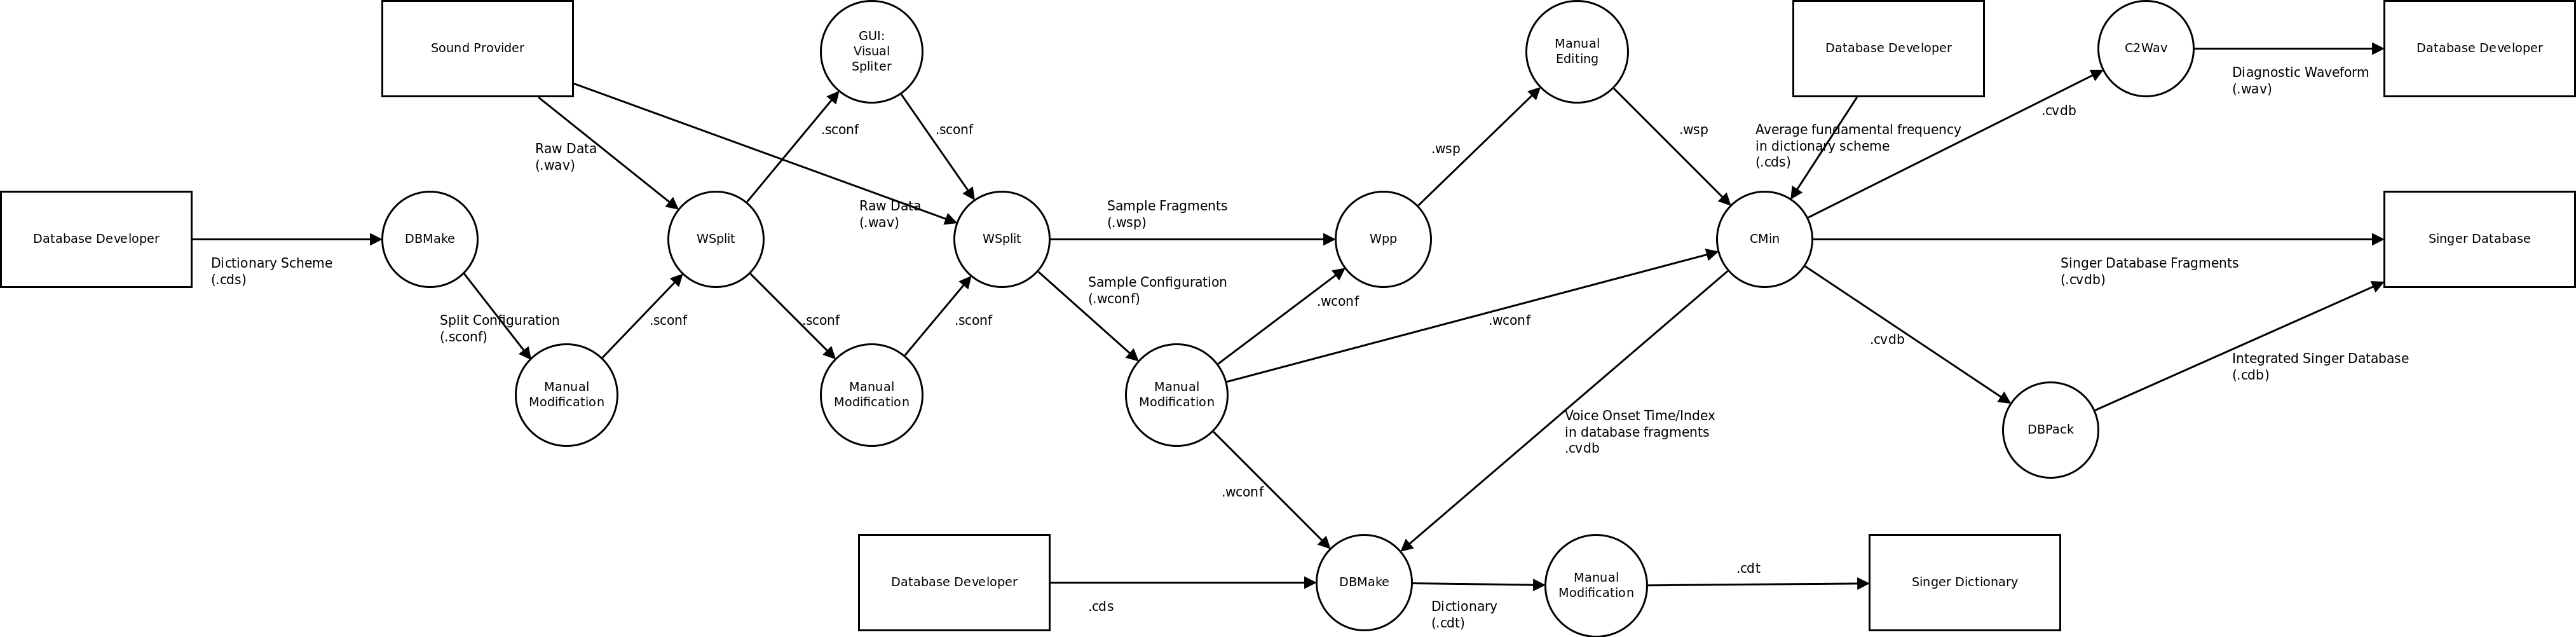 Sound Provider
GUI:
Visual
Spliter
Manual
Editing
Database Developer
C2Wav
Database Developer
Diagnostic Waveform
(.wav)
.cvdb
.sconf
.sconf
.wsp
.wsp
Average fundamental frequency
in dictionary scheme
(.cds)
Raw Data
(.wav)
Raw Data
(.wav)
Sample Fragments
(.wsp)
Database Developer
DBMake
WSplit
WSplit
Wpp
CMin
Singer Database
Dictionary Scheme
(.cds)
Sample Configuration
(.wconf)
Singer Database Fragments
(.cvdb)
Split Configuration
(.sconf)
.sconf
.sconf
.sconf
.wconf
.wconf
.cvdb
Integrated Singer Database
(.cdb)
Manual
Modification
Manual
Modification
Manual
Modification
Voice Onset Time/Index
in database fragments
.cvdb
DBPack
.wconf
Database Developer
DBMake
Manual
Modification
.cdt
Singer Dictionary
.cds
Dictionary
(.cdt)